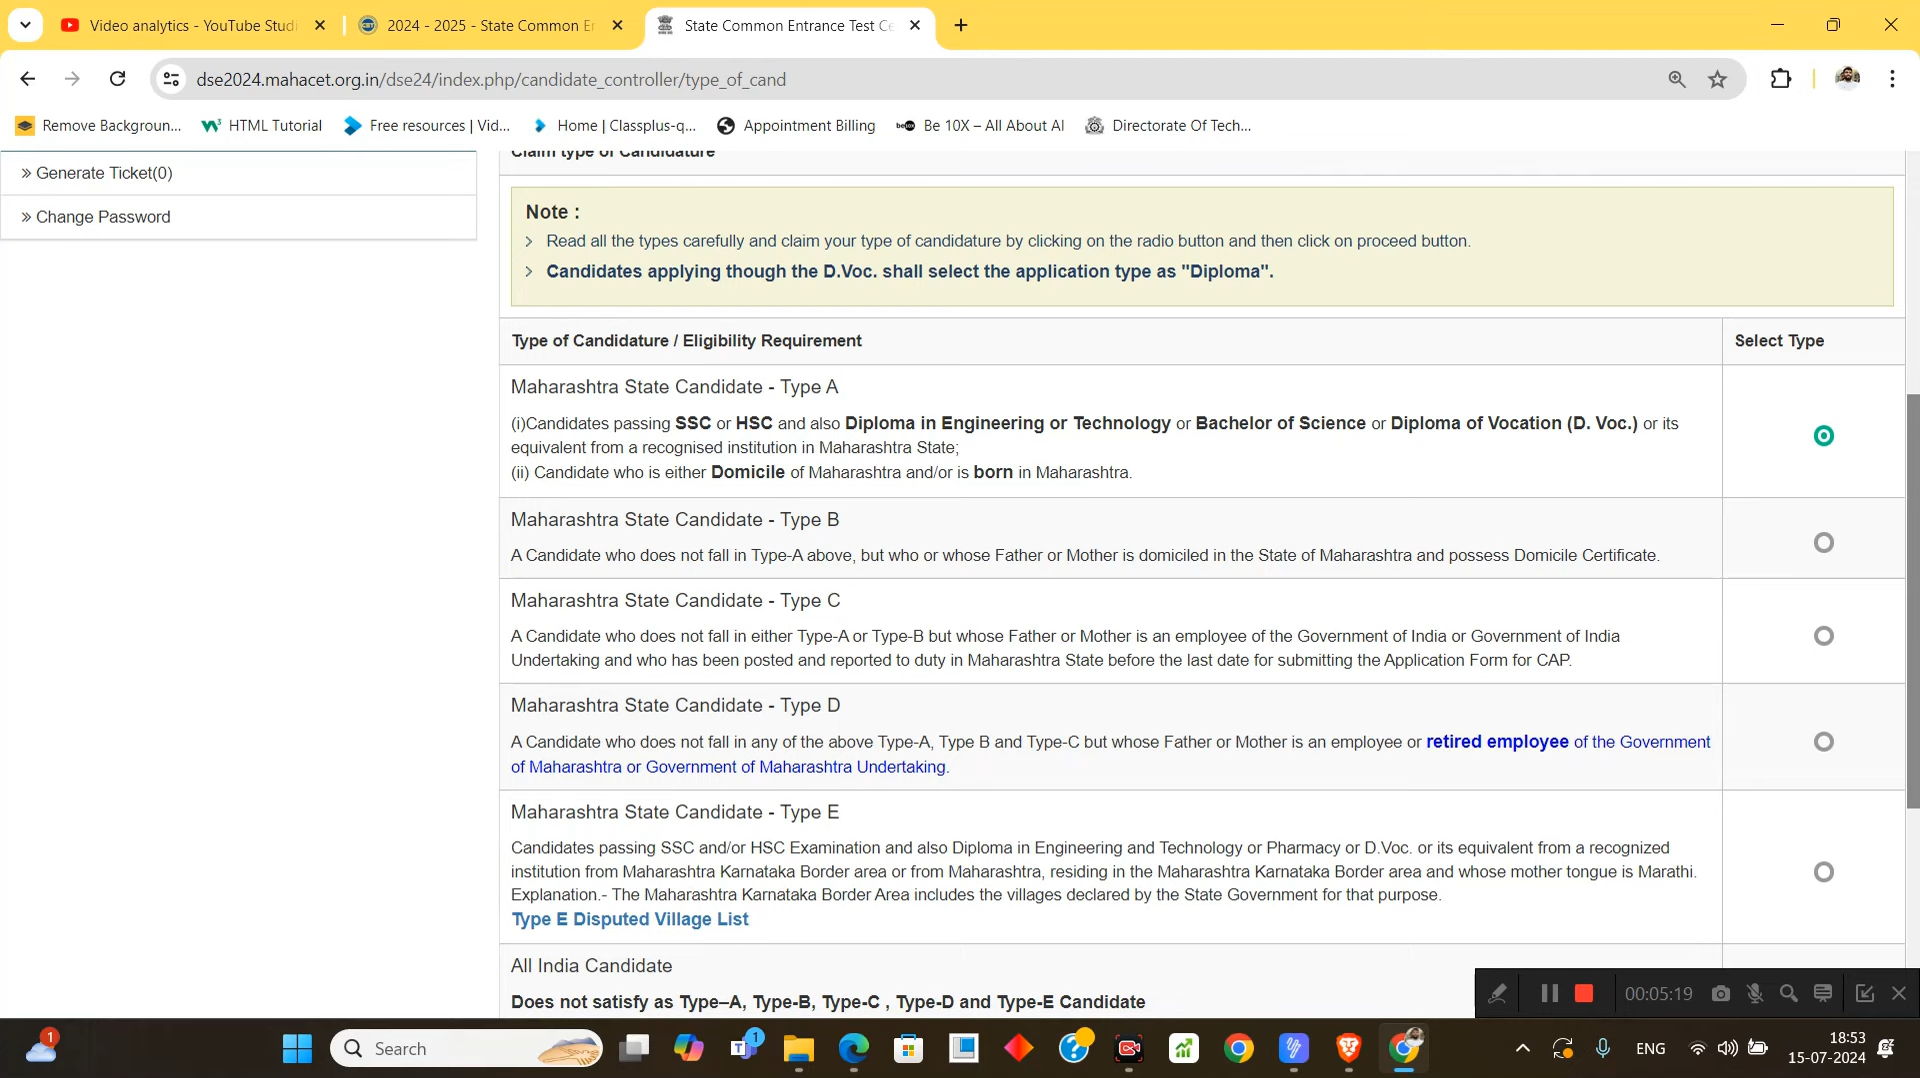 Video analytics - YouTube Studi
2024 - 2025 - State Common En
State Common Entrance Test Ce
dse2024.mahacet.org.in/dse24/index.php/candidate_controller/type_of_cand
Remove Backgroun...
HTML Tutorial
Free resources | Vid...
Home | Classplus-q...
Appointment Billing
Be 10X – All About AI
Directorate Of Tech...
» Generate Ticket(0)
» Change Password
Claim type of Candidature
Note :
Read all the types carefully and claim your type of candidature by clicking on the radio button and then click on proceed button.
Candidates applying though the D.Voc. shall select the application type as "Diploma".
Type of Candidature / Eligibility Requirement
Select Type
Maharashtra State Candidate - Type A
(i)Candidates passing SSC or HSC and also Diploma in Engineering or Technology or Bachelor of Science or Diploma of Vocation (D. Voc.) or its
equivalent from a recognised institution in Maharashtra State;
(ii) Candidate who is either Domicile of Maharashtra and/or is born in Maharashtra.
Maharashtra State Candidate - Type B
A Candidate who does not fall in Type-A above, but who or whose Father or Mother is domiciled in the State of Maharashtra and possess Domicile Certificate.
Maharashtra State Candidate - Type C
A Candidate who does not fall in either Type-A or Type-B but whose Father or Mother is an employee of the Government of India or Government of India
Undertaking and who has been posted and reported to duty in Maharashtra State before the last date for submitting the Application Form for CAP.
Maharashtra State Candidate - Type D
A Candidate who does not fall in any of the above Type-A, Type B and Type-C but whose Father or Mother is an employee or retired employee of the Government
of Maharashtra or Government of Maharashtra Undertaking.
Maharashtra State Candidate - Type E
Candidates passing SSC and/or HSC Examination and also Diploma in Engineering and Technology or Pharmacy or D.Voc. or its equivalent from a recognized
institution from Maharashtra Karnataka Border area or from Maharashtra, residing in the Maharashtra Karnataka Border area and whose mother tongue is Marathi.
Explanation.- The Maharashtra Karnataka Border Area includes the villages declared by the State Government for that purpose.
Type E Disputed Village List
All India Candidate
Does not satisfy as Type–A, Type-B, Type-C , Type-D and Type-E Candidate
00:05:19
1
Search
1
ENG
18:53
15-07-2024